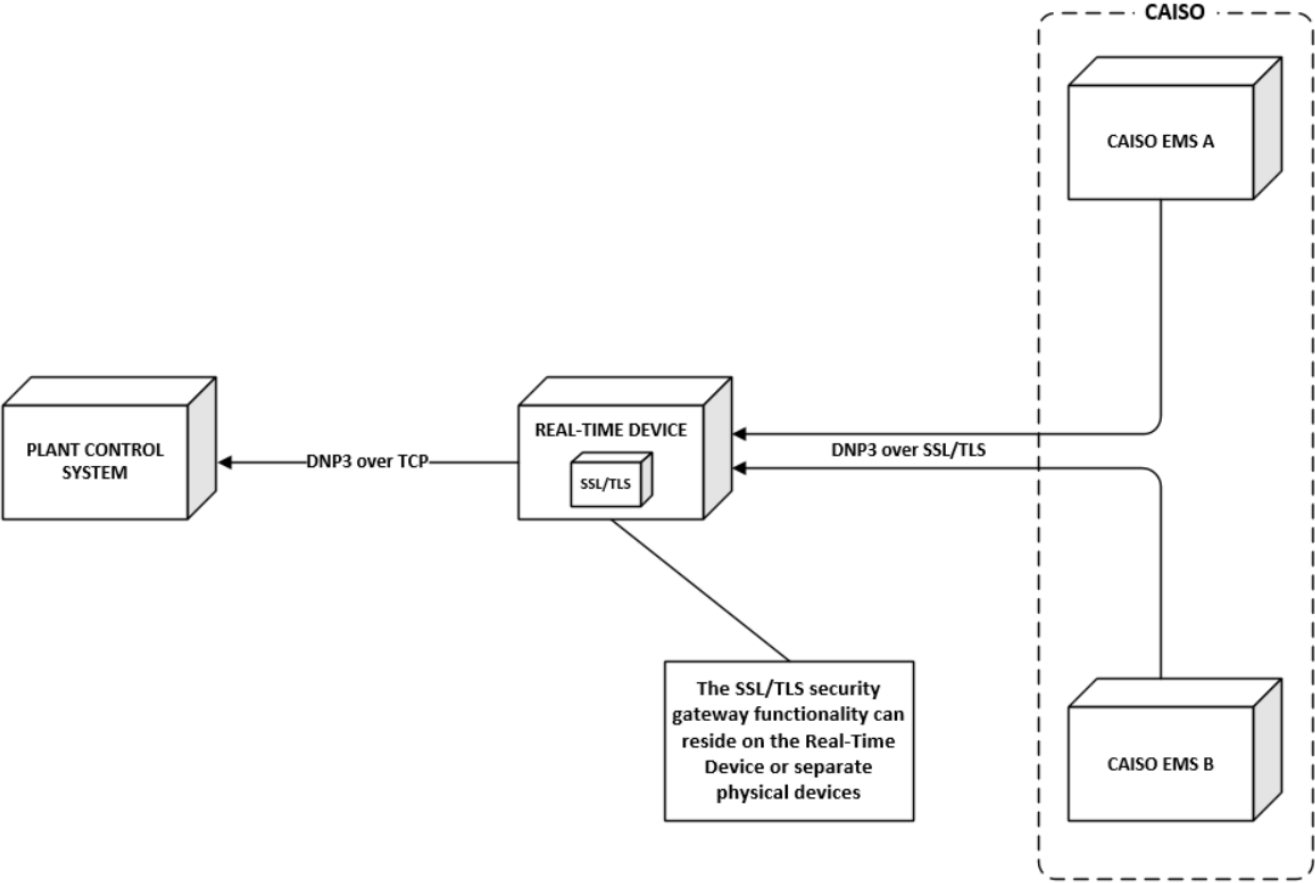 CAISO
CAISO EMS A
PLANT CONTROL
SYSTEM
DNP3 over TCP
REAL-TIME DEVICE
SSL/TLS
DNP3 over SSL/TLS
The SSL/TLS security
gateway functionality can
reside on the Real-Time
Device or separate
physical devices
CAISO EMS B